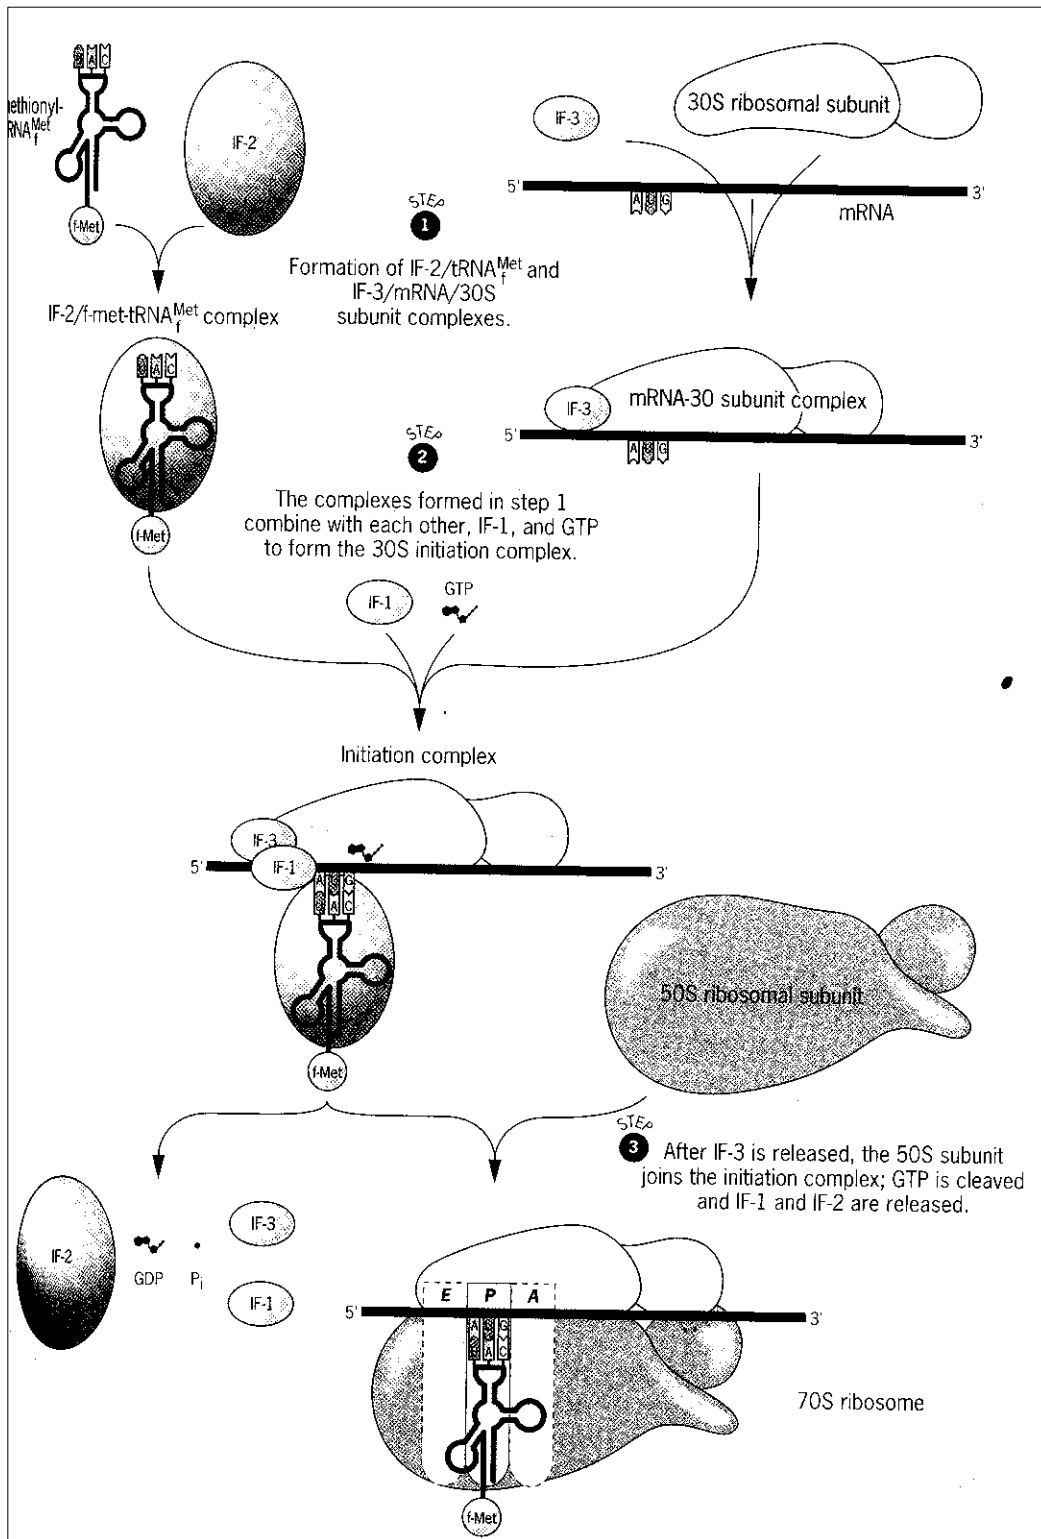 U A C
ethionyl-
RNA Met f
IF-2
f-Met
IF-3
30S ribosomal subunit
5'
3'
A U G
mRNA
STEP
1
Formation of IF-2/tRNA Met f and
IF-3/mRNA/30S
subunit complexes.
IF-2/f-met-tRNA Met f complex
U A C
f-Met
IF-3
mRNA-30 subunit complex
5'
3'
A U G
STEP
2
The complexes formed in step 1
combine with each other, IF-1, and GTP
to form the 30S initiation complex.
IF-1
GTP
Initiation complex
IF-3
IF-1
5'
3'
A U G
U A C
f-Met
50S ribosomal subunit
STEP
3
After IF-3 is released, the 50S subunit
joins the initiation complex; GTP is cleaved
and IF-1 and IF-2 are released.
IF-2
GDP
Pi
IF-3
IF-1
E P A
5'
3'
A U G
U A C
f-Met
70S ribosome